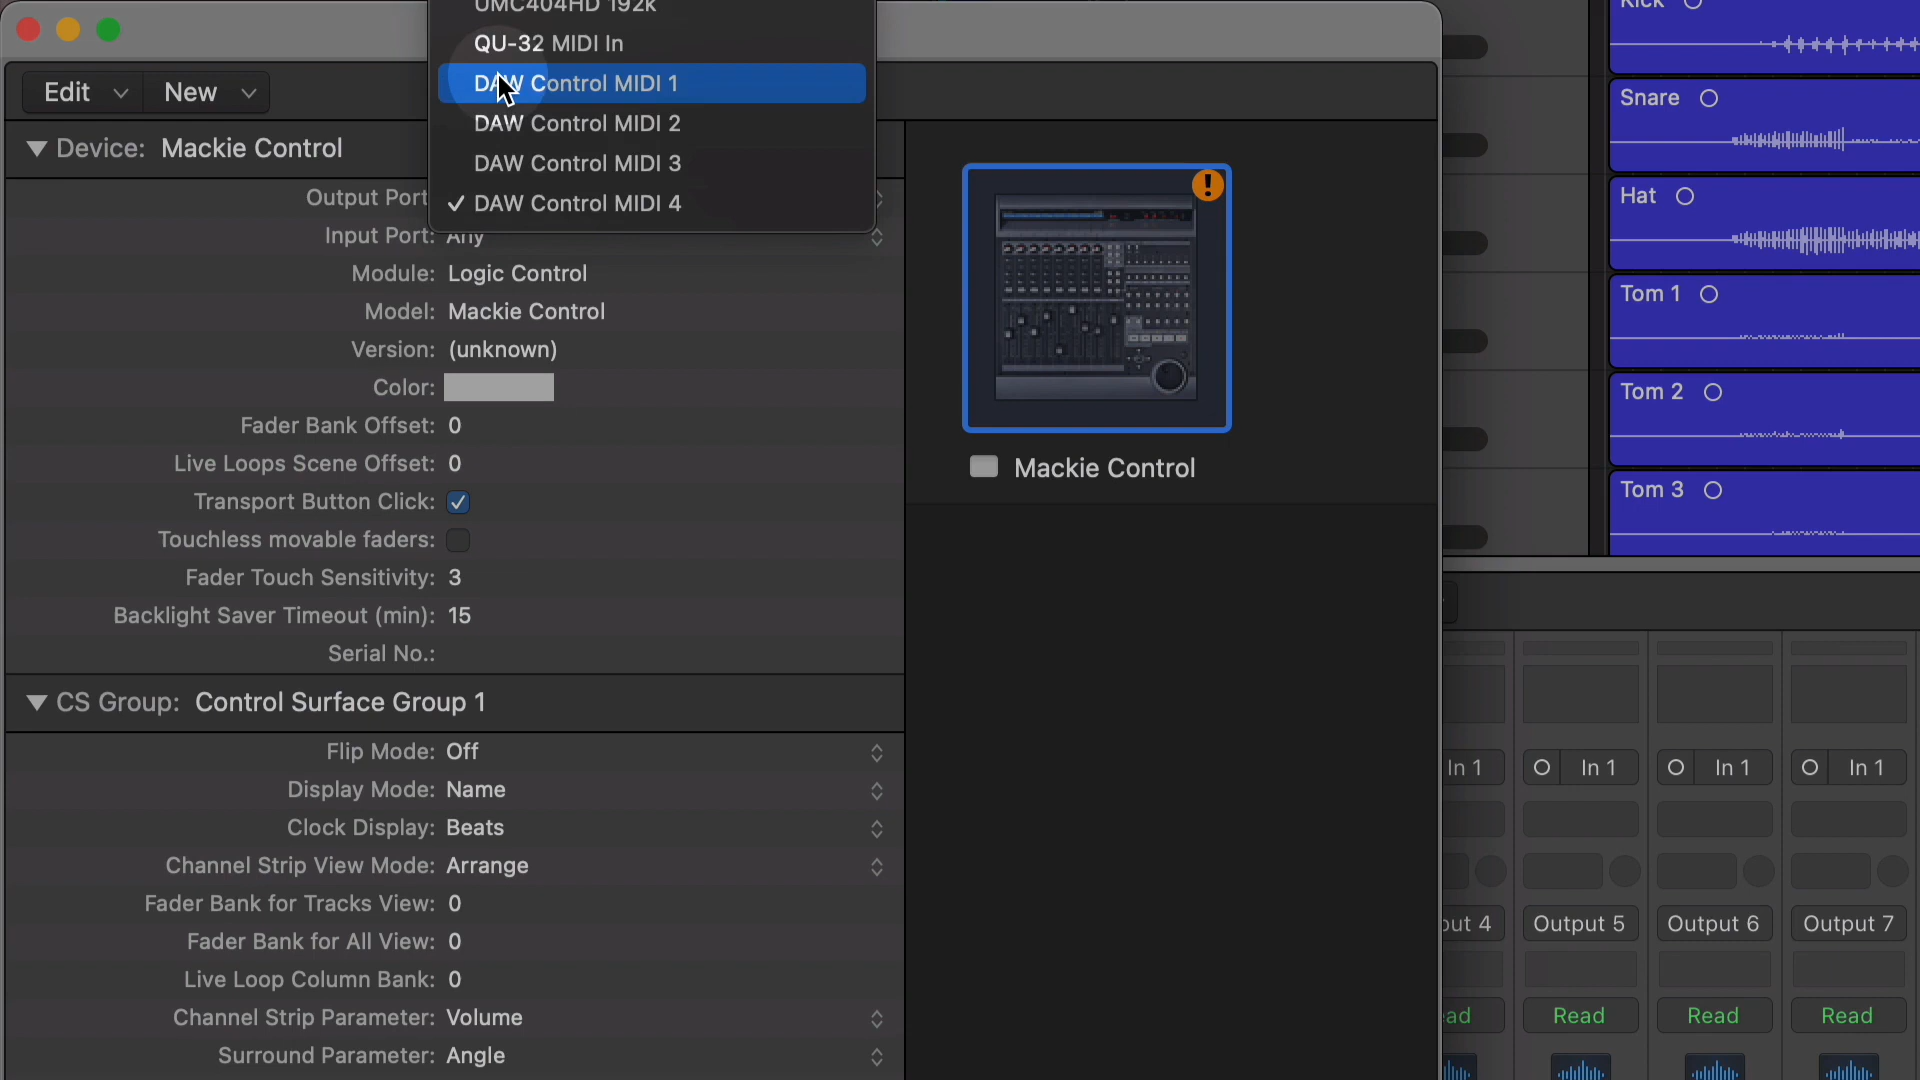 UMC404HD 192k
QU-32 MIDI In
DAW Control MIDI 1
DAW Control MIDI 2
DAW Control MIDI 3
✓ DAW Control MIDI 4
Edit
New
Device: Mackie Control
Output Port
Input Port: Any
Module: Logic Control
Model: Mackie Control
Version: (unknown)
Color:
Fader Bank Offset: 0
Live Loops Scene Offset: 0
Transport Button Click:
Touchless movable faders:
Fader Touch Sensitivity: 3
Backlight Saver Timeout (min): 15
Serial No.:
CS Group: Control Surface Group 1
Flip Mode: Off
Display Mode: Name
Clock Display: Beats
Channel Strip View Mode: Arrange
Fader Bank for Tracks View: 0
Fader Bank for All View: 0
Live Loop Column Bank: 0
Channel Strip Parameter: Volume
Surround Parameter: Angle
!
Mackie Control
Kick
Snare
Hat
Tom 1
Tom 2
Tom 3
In 1
In 1
In 1
In 1
put 4
Output 5
Output 6
Output 7
ead
Read
Read
Read